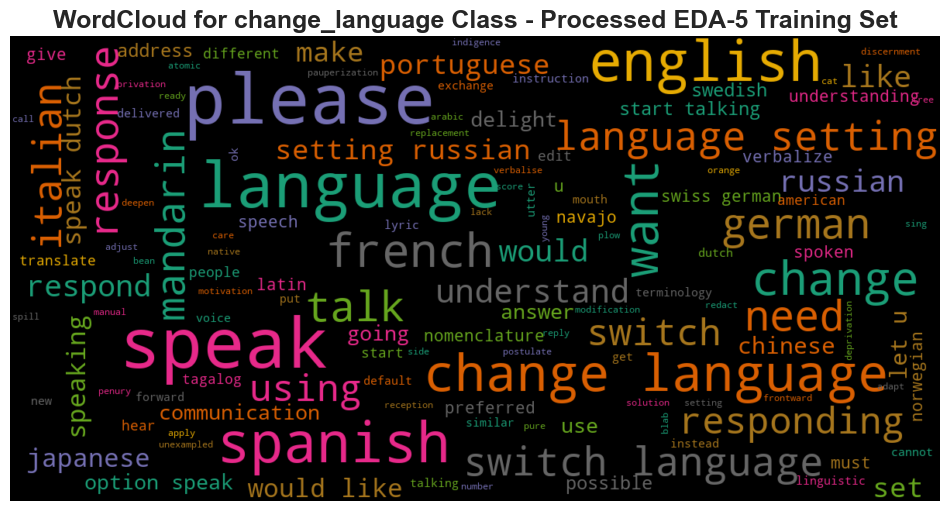 WordCloud for change_language Class - Processed EDA-5 Training Set
give
address
different
make
indigence
discernment
atomic
pauperization
portuguese
english
like
privation
ready
exchange
instruction
cat
swedish
understanding
please
call
delivered
start talking
tree
arabic
replacement
delight
language setting
italian
speak dutch
response
mandarin
ok
setting russian
edit
verbalize
verbalise
orange
language
score
utter
u
mouth
want
swiss german
russian
american
deepen
speech
lyric
lack
young
navajo
german
sing
adjust
care
native
french
would
plow
dutch
spoken
translate
bean
people
change
respond
motivation
latin
put
understand
terminology
spill
manual
voice
talk
answer
modification
redact
need
deprivation
let u
speaking
going
nomenclature
reply
switch
chinese
norwegian
speak
start
side
postulate
get
change language
adapt
penury
tagalog
default
new
forward
using
reception
preferred
solution
setting
frontward
communication
similar
pure
use
blab
responding
hear
apply
unexampled
spanish
instead
cannot
japanese
switch language
must
option speak
would like
talking
number
possible
linguistic
set